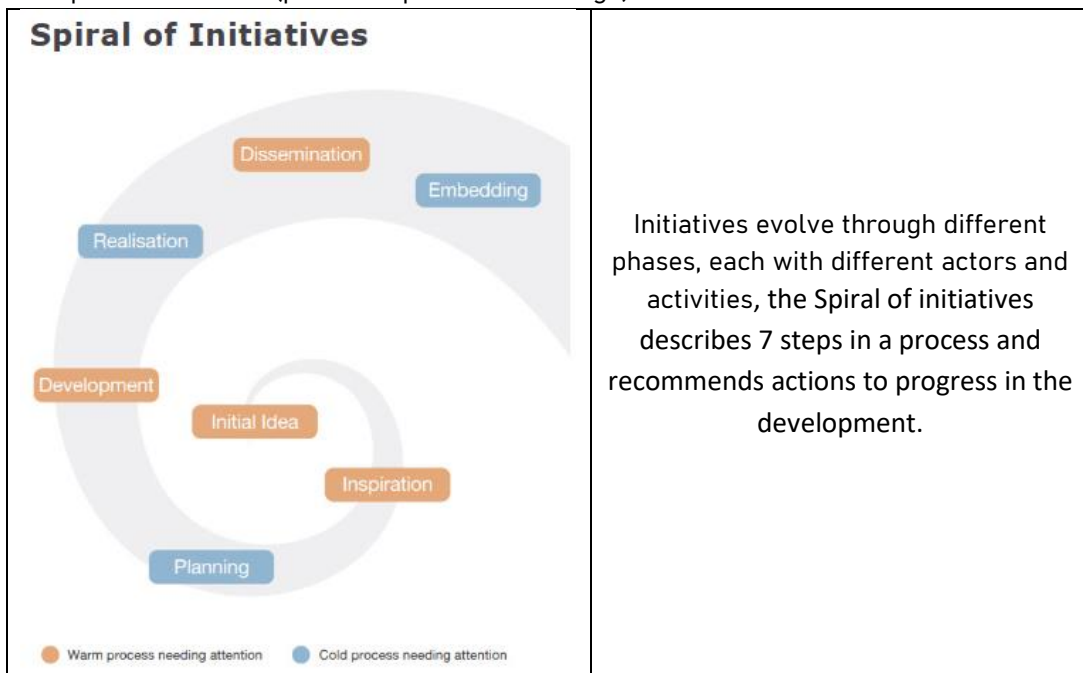 Spiral of Initiatives
Dissemination
Embedding
Realisation
Development
Initial Idea
Inspiration
Planning
Warm process needing attention
Cold process needing attention
Initiatives evolve through different
phases, each with different actors and
activities, the Spiral of initiatives
describes 7 steps in a process and
recommends actions to progress in the
development.